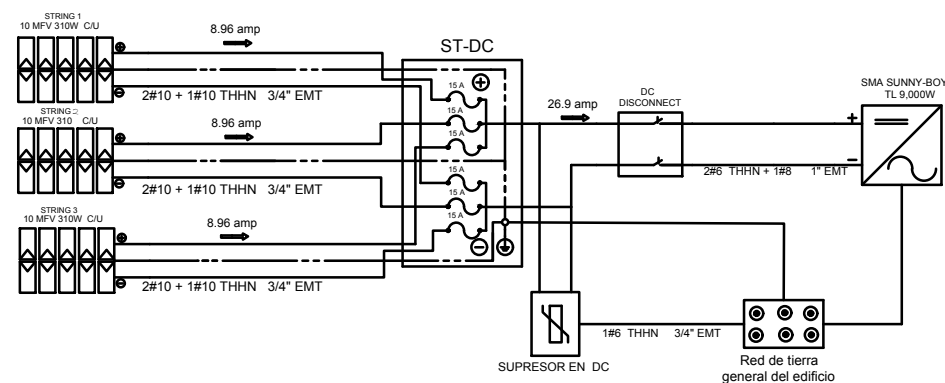 STRING 1
10 MFV 310W C/U
8.96 amp
2#10 + 1#10 THHN 3/4" EMT
STRING 2
10 MFV 310 C/U
8.96 amp
2#10 + 1#10 THHN 3/4" EMT
STRING 3
10 MFV 310W C/U
8.96 amp
2#10 + 1#10 THHN 3/4" EMT
ST-DC
15 A
15 A
15 A
15 A
15 A
15 A
26.9 amp
DC
DISCONNECT
2#6 THHN + 1#8 1" EMT
SMA SUNNY-BOY
TL 9,000W
SUPRESOR EN DC
1#6 THHN 3/4" EMT
Red de tierra
general del edificio